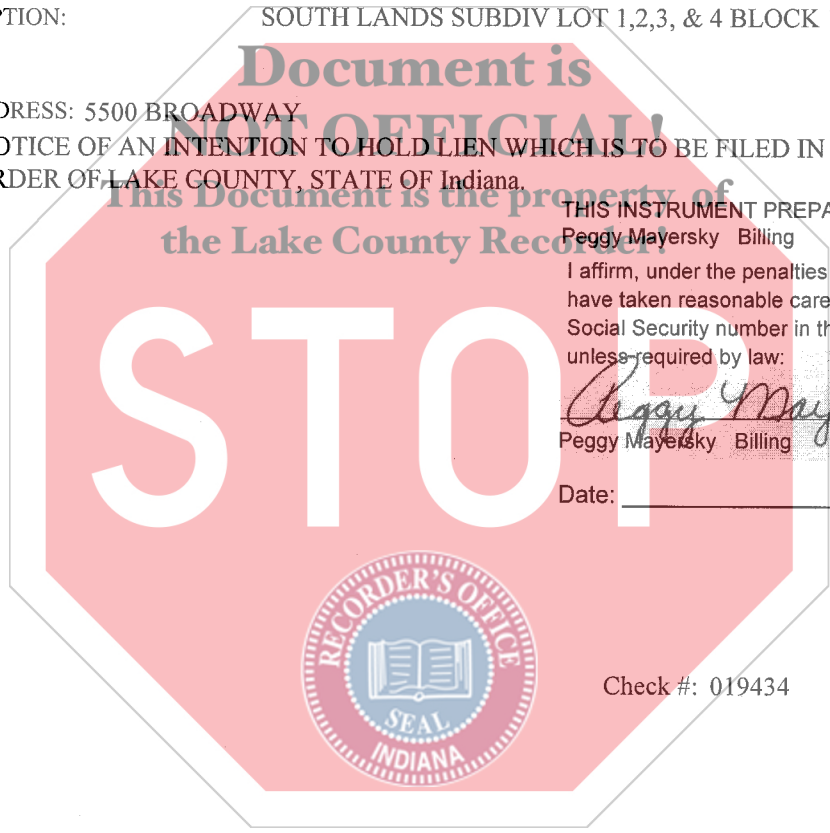 PTION: SOUTH LANDS SUBDIV LOT 1,2,3, & 4 BLOCK
Document is
DRESS: 5500 BROADWAY
NOT OFFICIAL!
OTICE OF AN INTENTION TO HOLD LIEN WHICH IS TO BE FILED IN
RDER OF LAKE COUNTY, STATE OF Indiana.
This Document is the property of
the Lake County Recorder!
THIS INSTRUMENT PREPA
Peggy Mayersky Billing
I affirm, under the penalties
have taken reasonable care
Social Security number in th
unless required by law:
STOP
Peggy May
Peggy Mayersky Billing
Date:
RECORDER'S OFFICE
SEAL
INDIANA
Check #: 019434